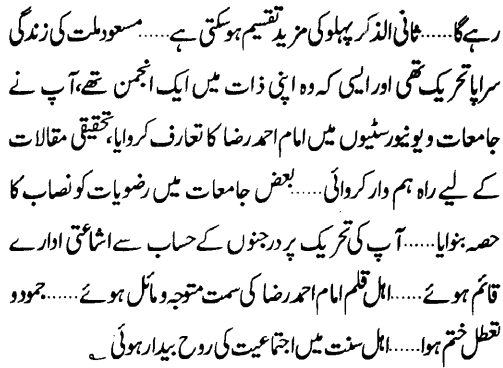 رہے گا...... ثانی الذکر پہلو کی مزید تقسیم ہو سکتی ہے...... مسعود ملت کی زندگی
سراپا تحریک تھی اور ایسی کہ وہ اپنی ذات میں ایک انجمن تھے، آپ نے
جامعات و یونیورسٹیوں میں امام احمد رضا کا تعارف کروایا، تحقیقی مقالات
کے لیے راہ ہم وار کروائی...... بعض جامعات میں رضویات کو نصاب کا
حصہ بنوایا...... آپ کی تحریک پر درجنوں کے حساب سے اشاعتی ادارے
قائم ہوئے...... اہل قلم امام احمد رضا کی سمت متوجہ و مائل ہوئے...... جمود و
تعطل ختم ہوا...... اہل سنت میں اجتماعیت کی روح بیدار ہوئی ؎